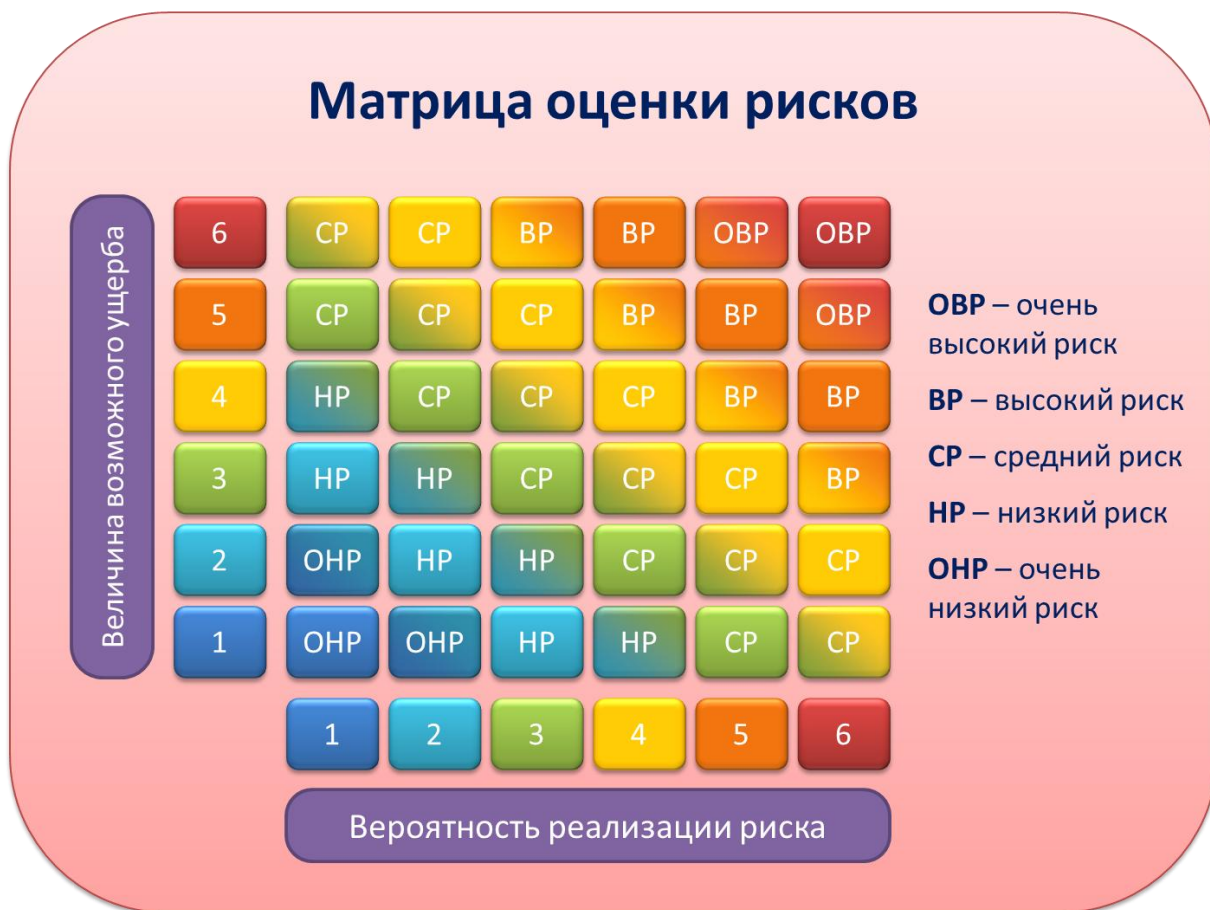 Матрица оценки рисков
Величина возможного ущерба
6 СР СР ВР ВР ОВР ОВР
5 СР СР СР ВР ВР ОВР
4 НР СР СР СР ВР ВР
3 НР НР СР СР СР ВР
2 ОНР НР НР СР СР СР
1 ОНР ОНР НР НР СР СР
1 2 3 4 5 6
Вероятность реализации риска
ОВР – очень
высокий риск
ВР – высокий риск
СР – средний риск
НР – низкий риск
ОНР – очень
низкий риск